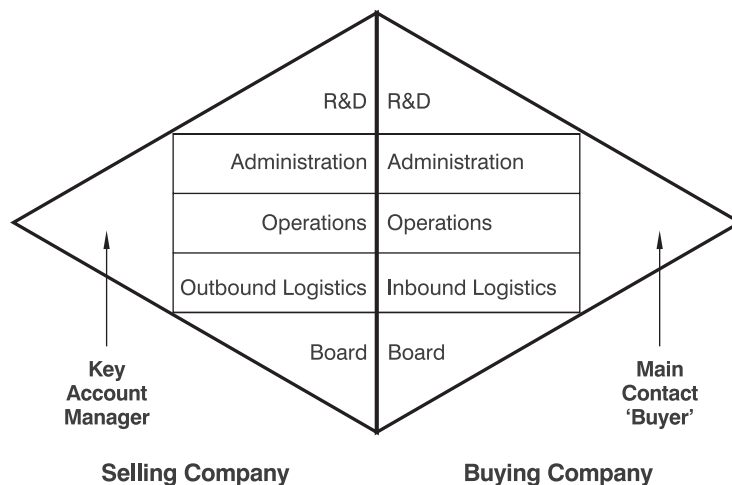 R&D R&D
Administration Administration
Operations Operations
Outbound Logistics Inbound Logistics
Board Board
Key
Account
Manager
Main
Contact
‘Buyer’
Selling Company Buying Company